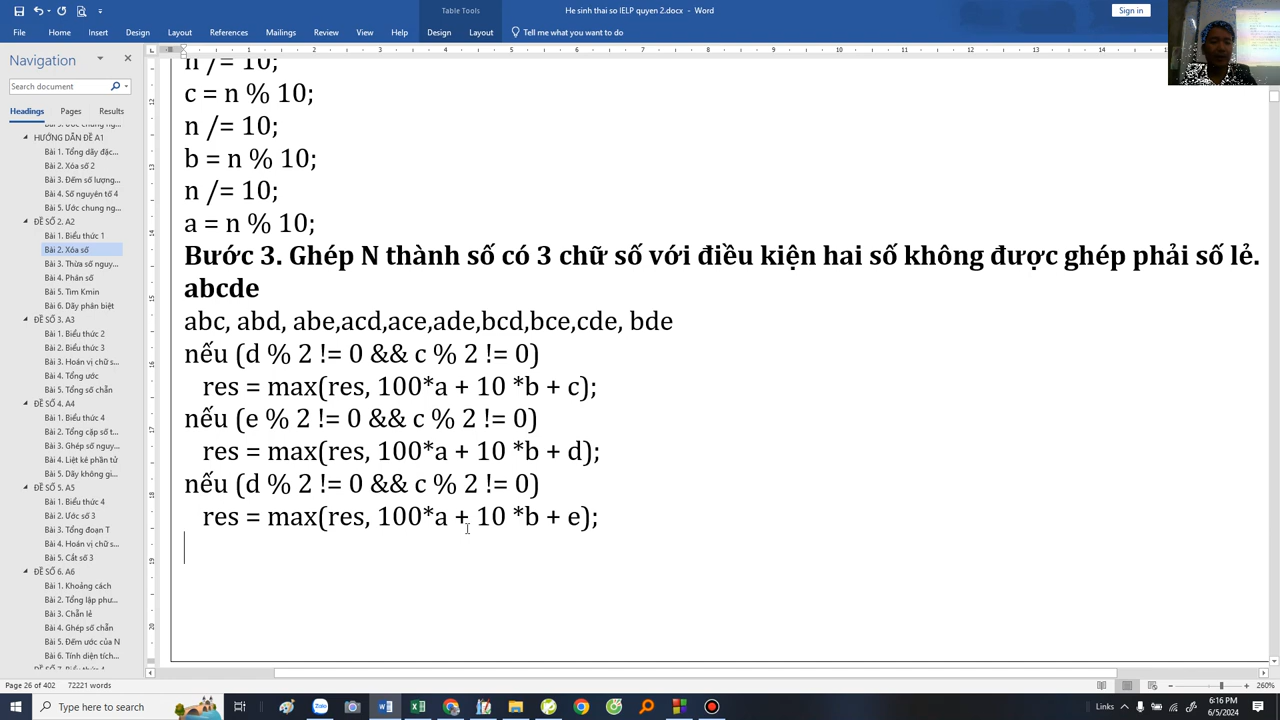 He sinh thai so IELP quyen 2.docx - Word
Table Tools
Sign in
File
Home
Insert
Design
Layout
References
Mailings
Review
View
Help
Design
Layout
Tell me what you want to do
Navigation
Search document
Headings
Pages
Results
HƯỚNG DẪN ĐỀ A1
Bài 1. Tổng dãy đặc...
Bài 2. Xóa số 2
Bài 3. Đếm số lượng...
Bài 4. Số nguyên tố 4
Bài 5. Ước chung ng...
ĐỀ SỐ 2. A2
Bài 1. Biểu thức 1
Bài 2. Xóa số
Bài 3. Thừa số nguy...
Bài 4. Phân số
Bài 5. Tìm Kmin
Bài 6. Dãy phân biệt
ĐỀ SỐ 3. A3
Bài 1. Biểu thức 2
Bài 2. Biểu thức 3
Bài 3. Hoán vị chữ s...
Bài 4. Tổng ước
Bài 5. Tổng số chẵn
ĐỀ SỐ 4. A4
Bài 1. Biểu thức 4
Bài 2. Tổng cặp số t...
Bài 3. Ghép số nguy...
Bài 4. Liệt kê phần tử
Bài 5. Dãy không gi...
ĐỀ SỐ 5. A5
Bài 1. Biểu thức 4
Bài 2. Ước số 3
Bài 3. Tổng đoạn T
Bài 4. Hoán vị chữ s...
Bài 5. Cắt số 3
ĐỀ SỐ 6. A6
Bài 1. Khoảng cách
Bài 2. Tổng lập phư...
Bài 3. Chẵn lẻ
Bài 4. Ghép số chẵn
Bài 5. Đếm ước của N
Bài 6. Tính diện tích...
n /= 10;
c = n % 10;
n /= 10;
b = n % 10;
n /= 10;
a = n % 10;
Bước 3. Ghép N thành số có 3 chữ số với điều kiện hai số không được ghép phải số lẻ.
abcde
abc, abd, abe,acd,ace,ade,bcd,bce,cde, bde
nếu (d % 2 != 0 && c % 2 != 0)
res = max(res, 100*a + 10 *b + c);
nếu (e % 2 != 0 && c % 2 != 0)
res = max(res, 100*a + 10 *b + d);
nếu (d % 2 != 0 && c % 2 != 0)
res = max(res, 100*a + 10 *b + e);
Page 26 of 402
72221 words
260%
Type here to search
6:16 PM
6/5/2024